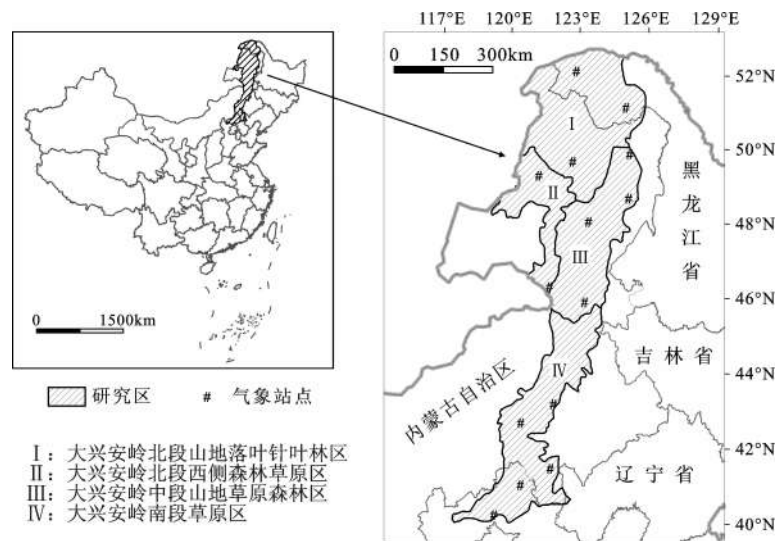 117°E 120°E 123°E 126°E 129°E
0 150 300km
52°N
50°N
48°N
46°N
44°N
42°N
40°N
Ⅰ
Ⅱ
Ⅲ
Ⅳ
黑龙江省
吉林省
辽宁省
内蒙古自治区
0 1500km
研究区 # 气象站点
Ⅰ：大兴安岭北段山地落叶针叶林区
Ⅱ：大兴安岭北段西侧森林草原区
Ⅲ：大兴安岭中段山地草原森林区
Ⅳ：大兴安岭南段草原区